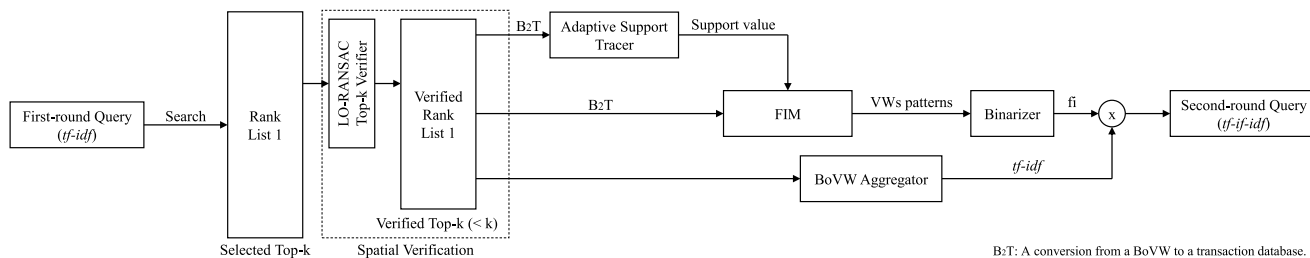 First-round Query
(tf-idf)
Search
Rank
List 1
Selected Top-k
LO-RANSAC
Top-k Verifier
Verified
Rank
List 1
Verified Top-k (< k)
Spatial Verification
B2T
Adaptive Support
Tracer
Support value
B2T
FIM
VWs patterns
Binarizer
fi
x
Second-round Query
(tf-if-idf)
BoVW Aggregator
tf-idf
B2T: A conversion from a BoVW to a transaction database.